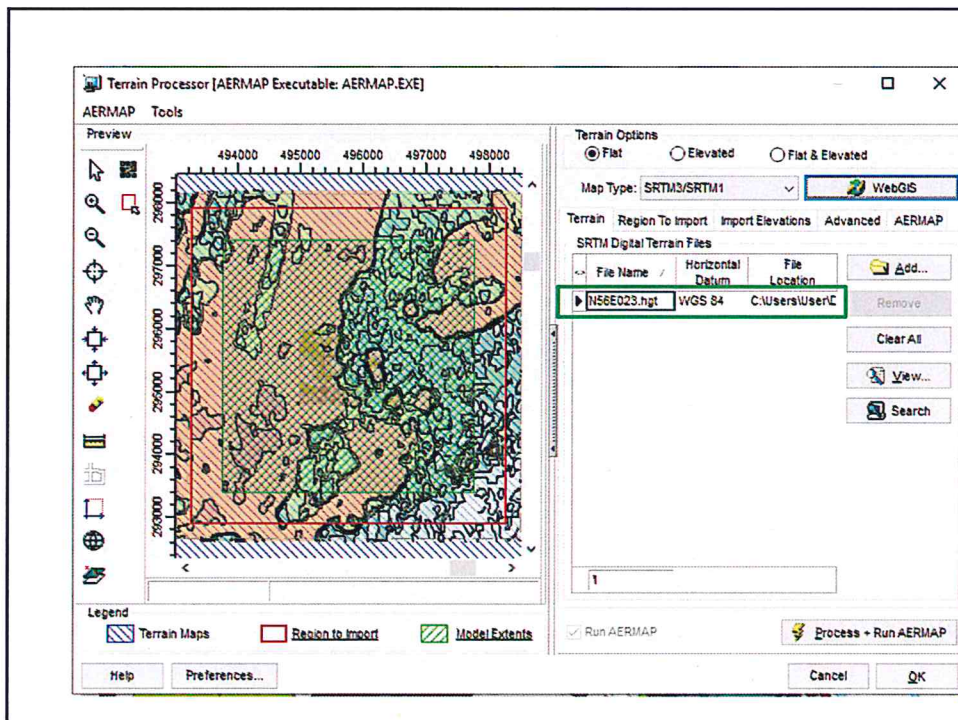 Terrain Processor [AERMAP Executable: AERMAP.EXE]
AERMAP Tools
Preview
494000 495000 496000 497000 498000
298000
297000
296000
295000
294000
293000
Legend
Terrain Maps Region to Import Model Extents
Terrain Options
Flat Elevated Flat & Elevated
Map Type: SRTM3/SRTM1 WebGIS
Terrain Region To Import Import Elevations Advanced AERMAP
SRTM Digital Terrain Files
File Name Horizontal Datum File Location
N56E023.hgt WGS 84 C:\Users\User\D
Add...
Remove
Clear All
View...
Search
1
Run AERMAP Process + Run AERMAP
Help Preferences... Cancel OK